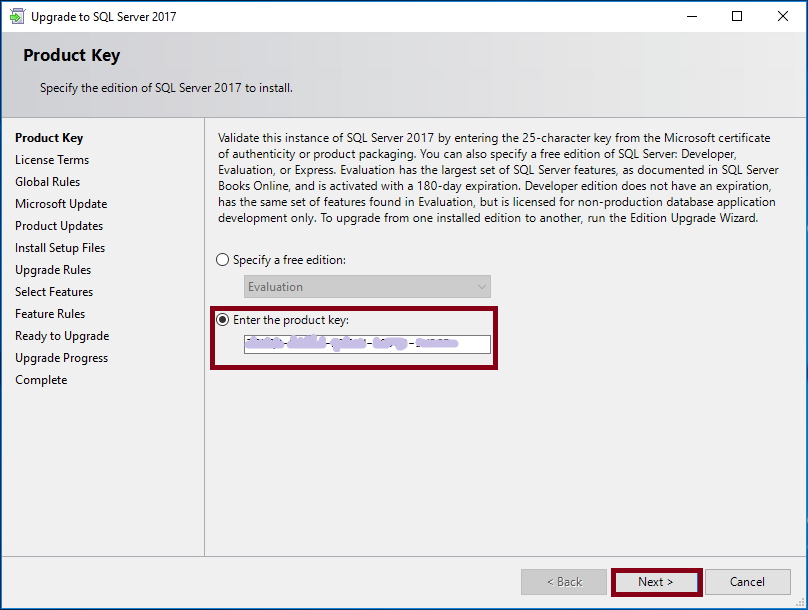 Upgrade to SQL Server 2017
Product Key
Specify the edition of SQL Server 2017 to install.
Product Key
License Terms
Global Rules
Microsoft Update
Product Updates
Install Setup Files
Upgrade Rules
Select Features
Feature Rules
Ready to Upgrade
Upgrade Progress
Complete
Validate this instance of SQL Server 2017 by entering the 25-character key from the Microsoft certificate
of authenticity or product packaging. You can also specify a free edition of SQL Server: Developer,
Evaluation, or Express. Evaluation has the largest set of SQL Server features, as documented in SQL Server
Books Online, and is activated with a 180-day expiration. Developer edition does not have an expiration,
has the same set of features found in Evaluation, but is licensed for non-production database application
development only. To upgrade from one installed edition to another, run the Edition Upgrade Wizard.
Specify a free edition:
Evaluation
Enter the product key:
< Back
Next >
Cancel